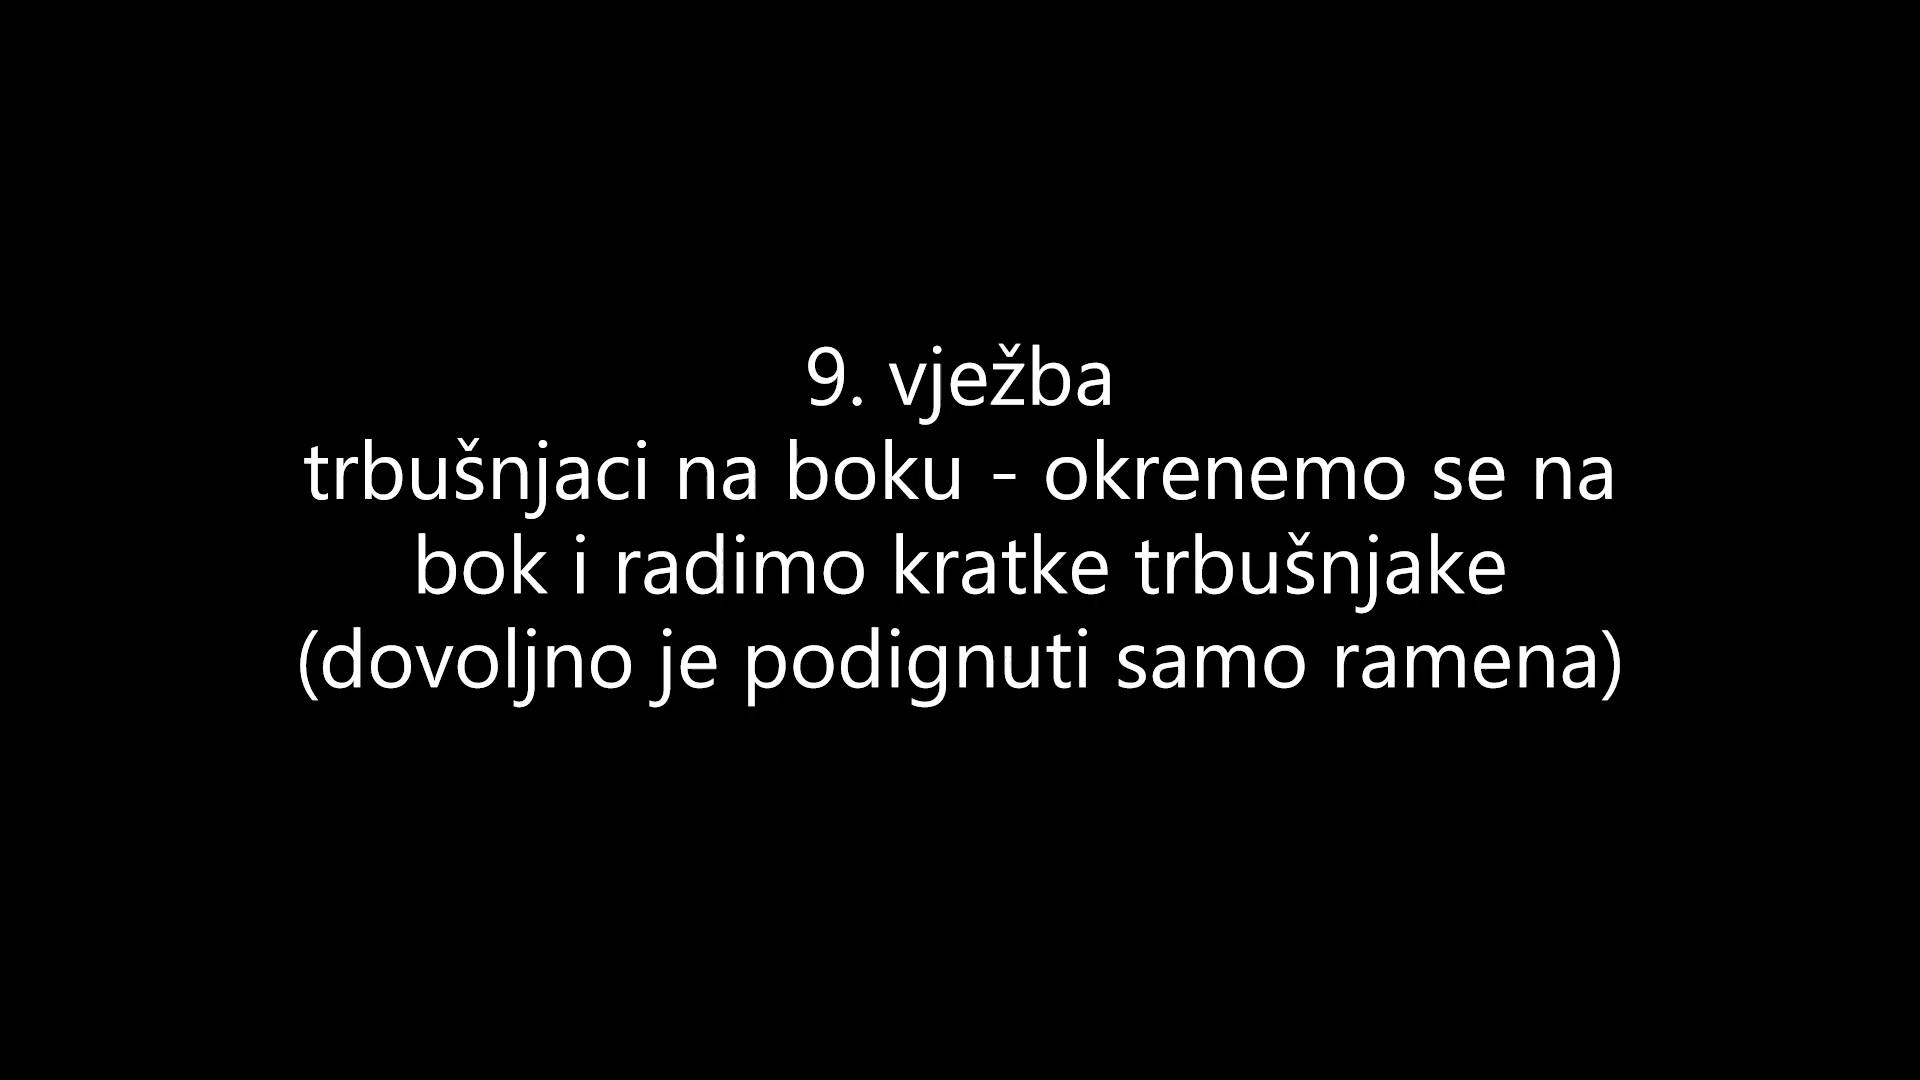 9. vježba
trbušnjaci na boku - okrenemo se na
bok i radimo kratke trbušnjake
(dovoljno je podignuti samo ramena)